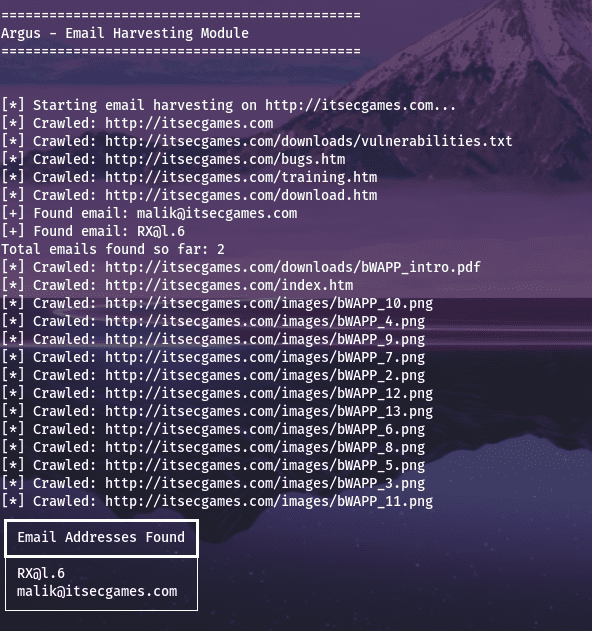 =============================================
Argus - Email Harvesting Module
=============================================
[*] Starting email harvesting on http://itsecgames.com...
[*] Crawled: http://itsecgames.com
[*] Crawled: http://itsecgames.com/downloads/vulnerabilities.txt
[*] Crawled: http://itsecgames.com/bugs.htm
[*] Crawled: http://itsecgames.com/training.htm
[*] Crawled: http://itsecgames.com/download.htm
[+] Found email: malik@itsecgames.com
[+] Found email: RX@l.6
Total emails found so far: 2
[*] Crawled: http://itsecgames.com/downloads/bWAPP_intro.pdf
[*] Crawled: http://itsecgames.com/index.htm
[*] Crawled: http://itsecgames.com/images/bWAPP_10.png
[*] Crawled: http://itsecgames.com/images/bWAPP_4.png
[*] Crawled: http://itsecgames.com/images/bWAPP_9.png
[*] Crawled: http://itsecgames.com/images/bWAPP_7.png
[*] Crawled: http://itsecgames.com/images/bWAPP_2.png
[*] Crawled: http://itsecgames.com/images/bWAPP_12.png
[*] Crawled: http://itsecgames.com/images/bWAPP_13.png
[*] Crawled: http://itsecgames.com/images/bWAPP_6.png
[*] Crawled: http://itsecgames.com/images/bWAPP_8.png
[*] Crawled: http://itsecgames.com/images/bWAPP_5.png
[*] Crawled: http://itsecgames.com/images/bWAPP_3.png
[*] Crawled: http://itsecgames.com/images/bWAPP_11.png
Email Addresses Found
RX@l.6
malik@itsecgames.com